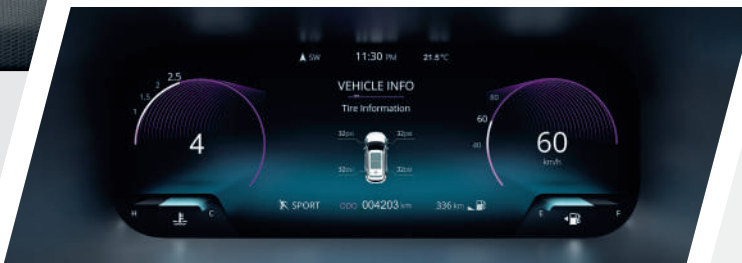 SW 11:30 PM 21.5°C
VEHICLE INFO
Tire Information
2.5
2
1.5
1
4
80
60
40
60
km/h
32psi 32psi
32psi 32psi
SPORT ODO 004203 km 336 km
H C
E F